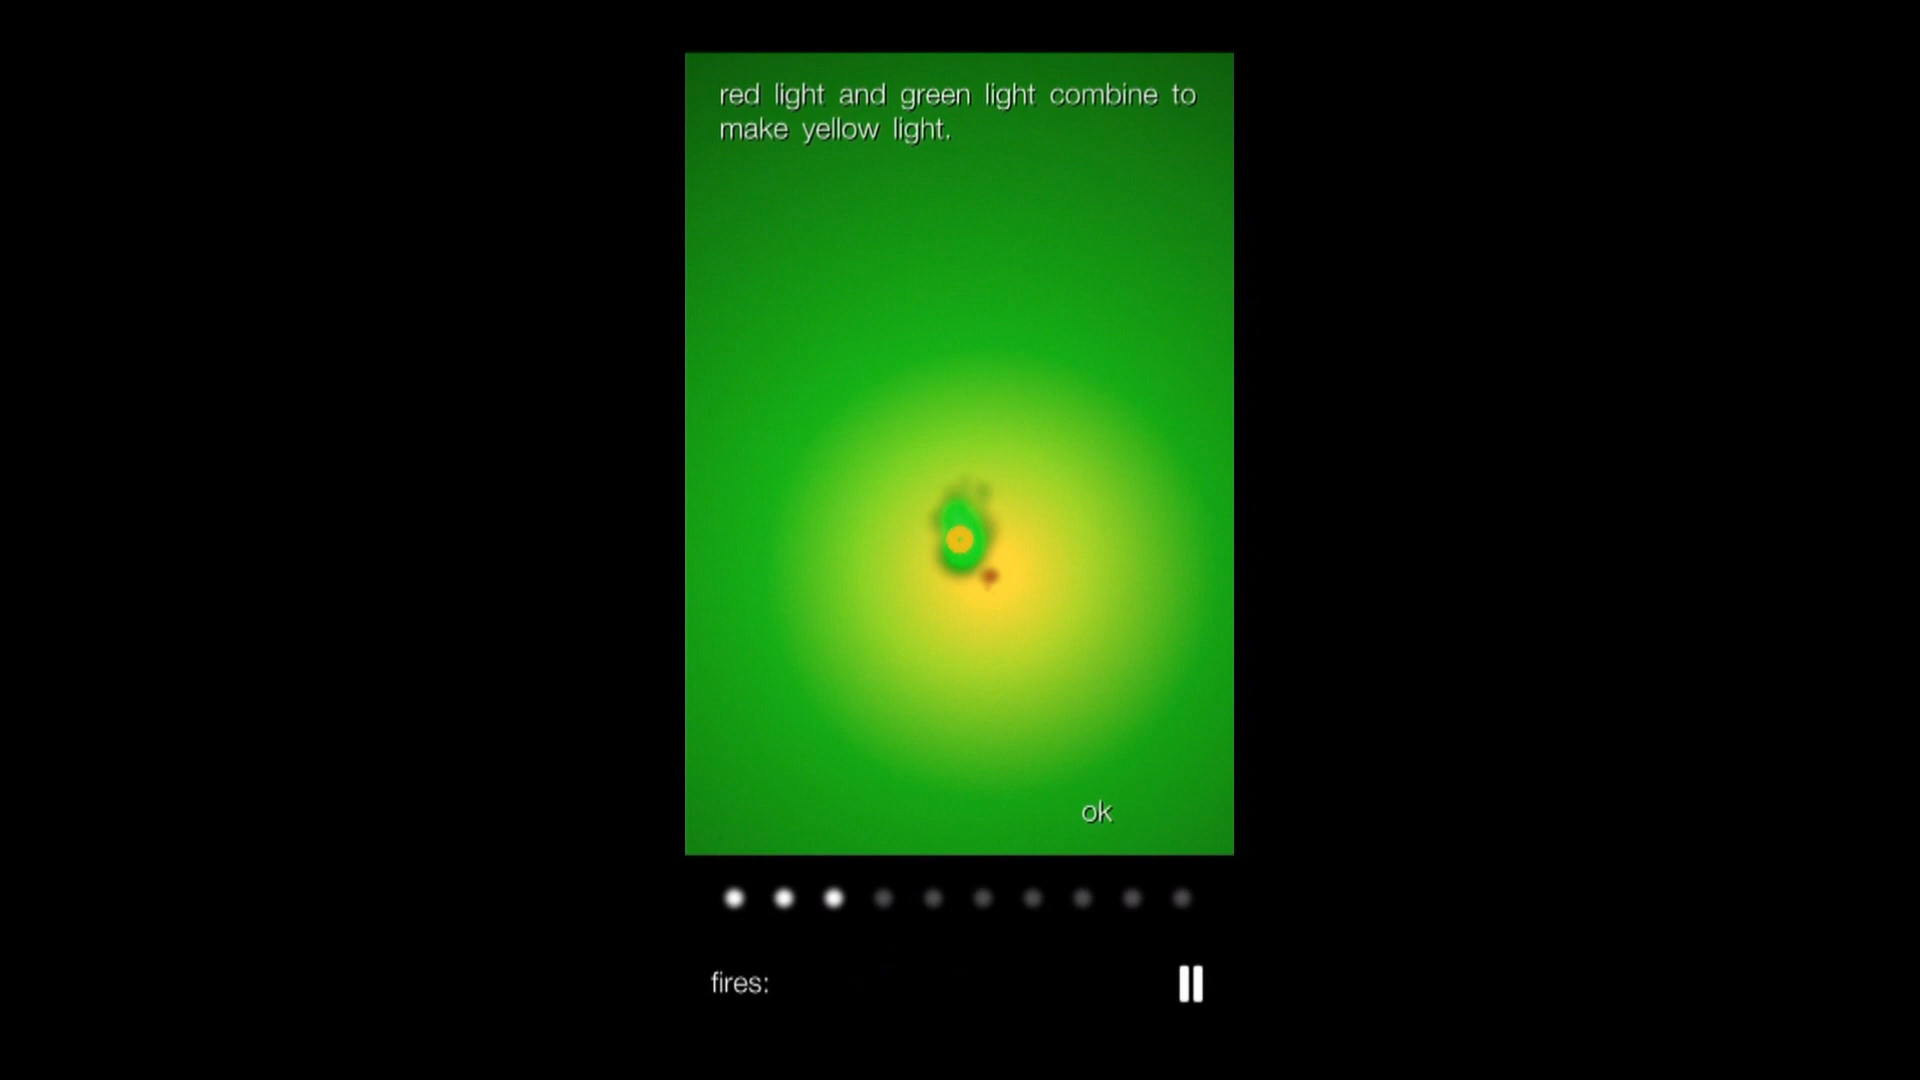 red light and green light combine to
make yellow light.
ok
fires: